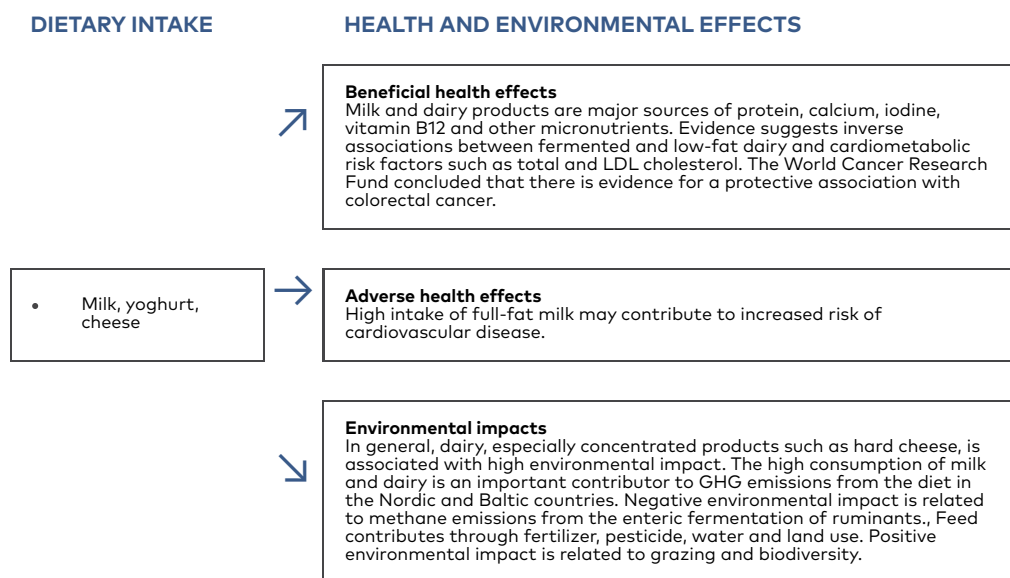 DIETARY INTAKE
HEALTH AND ENVIRONMENTAL EFFECTS
Beneficial health effects
Milk and dairy products are major sources of protein, calcium, iodine,
vitamin B12 and other micronutrients. Evidence suggests inverse
associations between fermented and low-fat dairy and cardiometabolic
risk factors such as total and LDL cholesterol. The World Cancer Research
Fund concluded that there is evidence for a protective association with
colorectal cancer.
• Milk, yoghurt,
cheese
Adverse health effects
High intake of full-fat milk may contribute to increased risk of
cardiovascular disease.
Environmental impacts
In general, dairy, especially concentrated products such as hard cheese, is
associated with high environmental impact. The high consumption of milk
and dairy is an important contributor to GHG emissions from the diet in
the Nordic and Baltic countries. Negative environmental impact is related
to methane emissions from the enteric fermentation of ruminants., Feed
contributes through fertilizer, pesticide, water and land use. Positive
environmental impact is related to grazing and biodiversity.